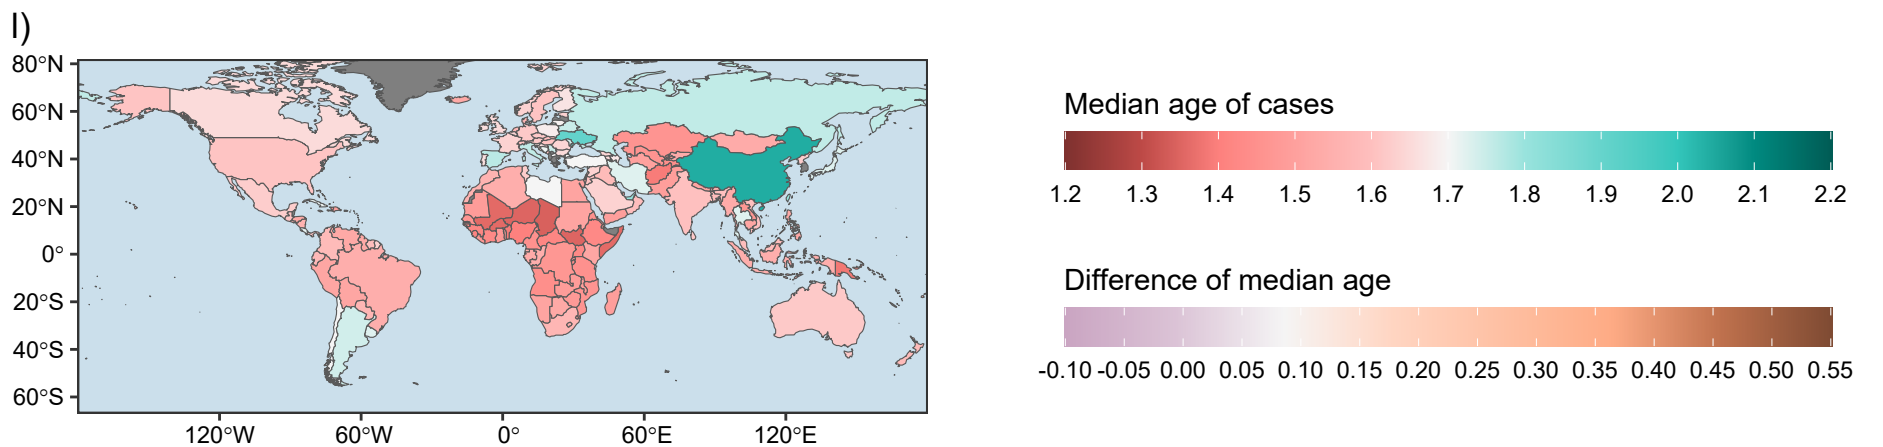 l)
80°N
60°N
40°N
20°N
0°
20°S
40°S
60°S
120°W 60°W 0° 60°E 120°E
Median age of cases
1.2 1.3 1.4 1.5 1.6 1.7 1.8 1.9 2.0 2.1 2.2
Difference of median age
-0.10 -0.05 0.00 0.05 0.10 0.15 0.20 0.25 0.30 0.35 0.40 0.45 0.50 0.55